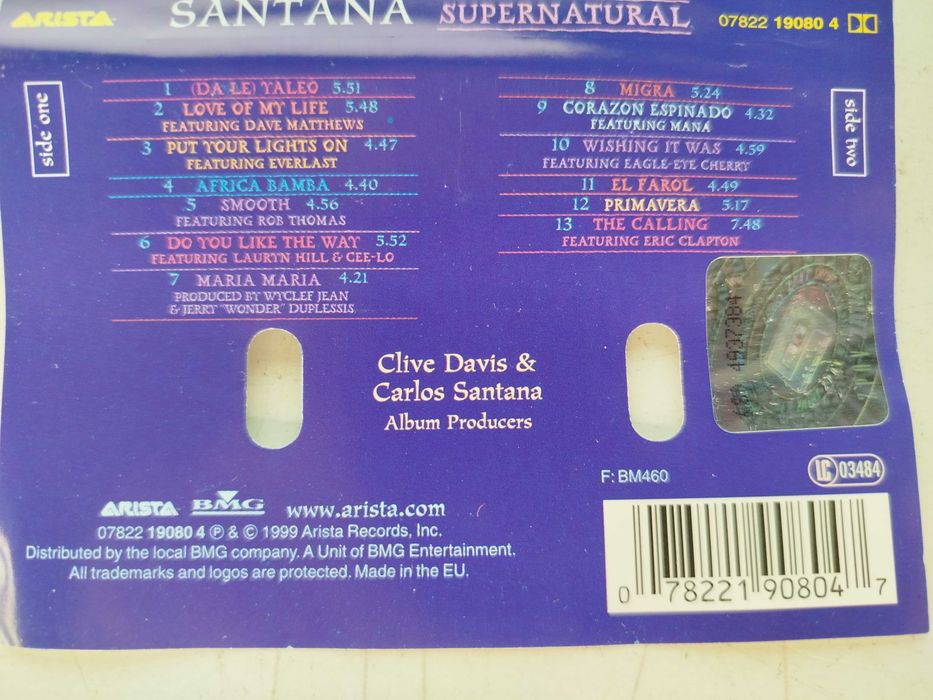 ARISTA. SANTANA SUPERNATURAL 07822 19080 4
side one
1 (DA LE) YALEO 5.51
2 LOVE OF MY LIFE 5.48
FEATURING DAVE MATTHEWS
3 PUT YOUR LIGHTS ON 4.47
FEATURING EVERLAST
4 AFRICA BAMBA 4.40
5 SMOOTH 4.56
FEATURING ROB THOMAS
6 DO YOU LIKE THE WAY 5.52
FEATURING LAURYN HILL & CEE-LO
7 MARIA MARIA 4.21
PRODUCED BY WYCLEF JEAN
& JERRY "WONDER" DUPLESSIS
side two
8 MIGRA 5.24
9 CORAZON ESPINADO 4.32
FEATURING MANA
10 WISHING IT WAS 4.59
FEATURING EAGLE-EYE CHERRY
11 EL FAROL 4.49
12 PRIMAVERA 5.17
13 THE CALLING 7.48
FEATURING ERIC CLAPTON
Clive Davis &
Carlos Santana
Album Producers
F: BM460
LC 03484
ARISTA BMG www.arista.com
07822 19080 4 ℗ & © 1999 Arista Records, Inc.
Distributed by the local BMG company. A Unit of BMG Entertainment.
All trademarks and logos are protected. Made in the EU.
0 78221 90804 7